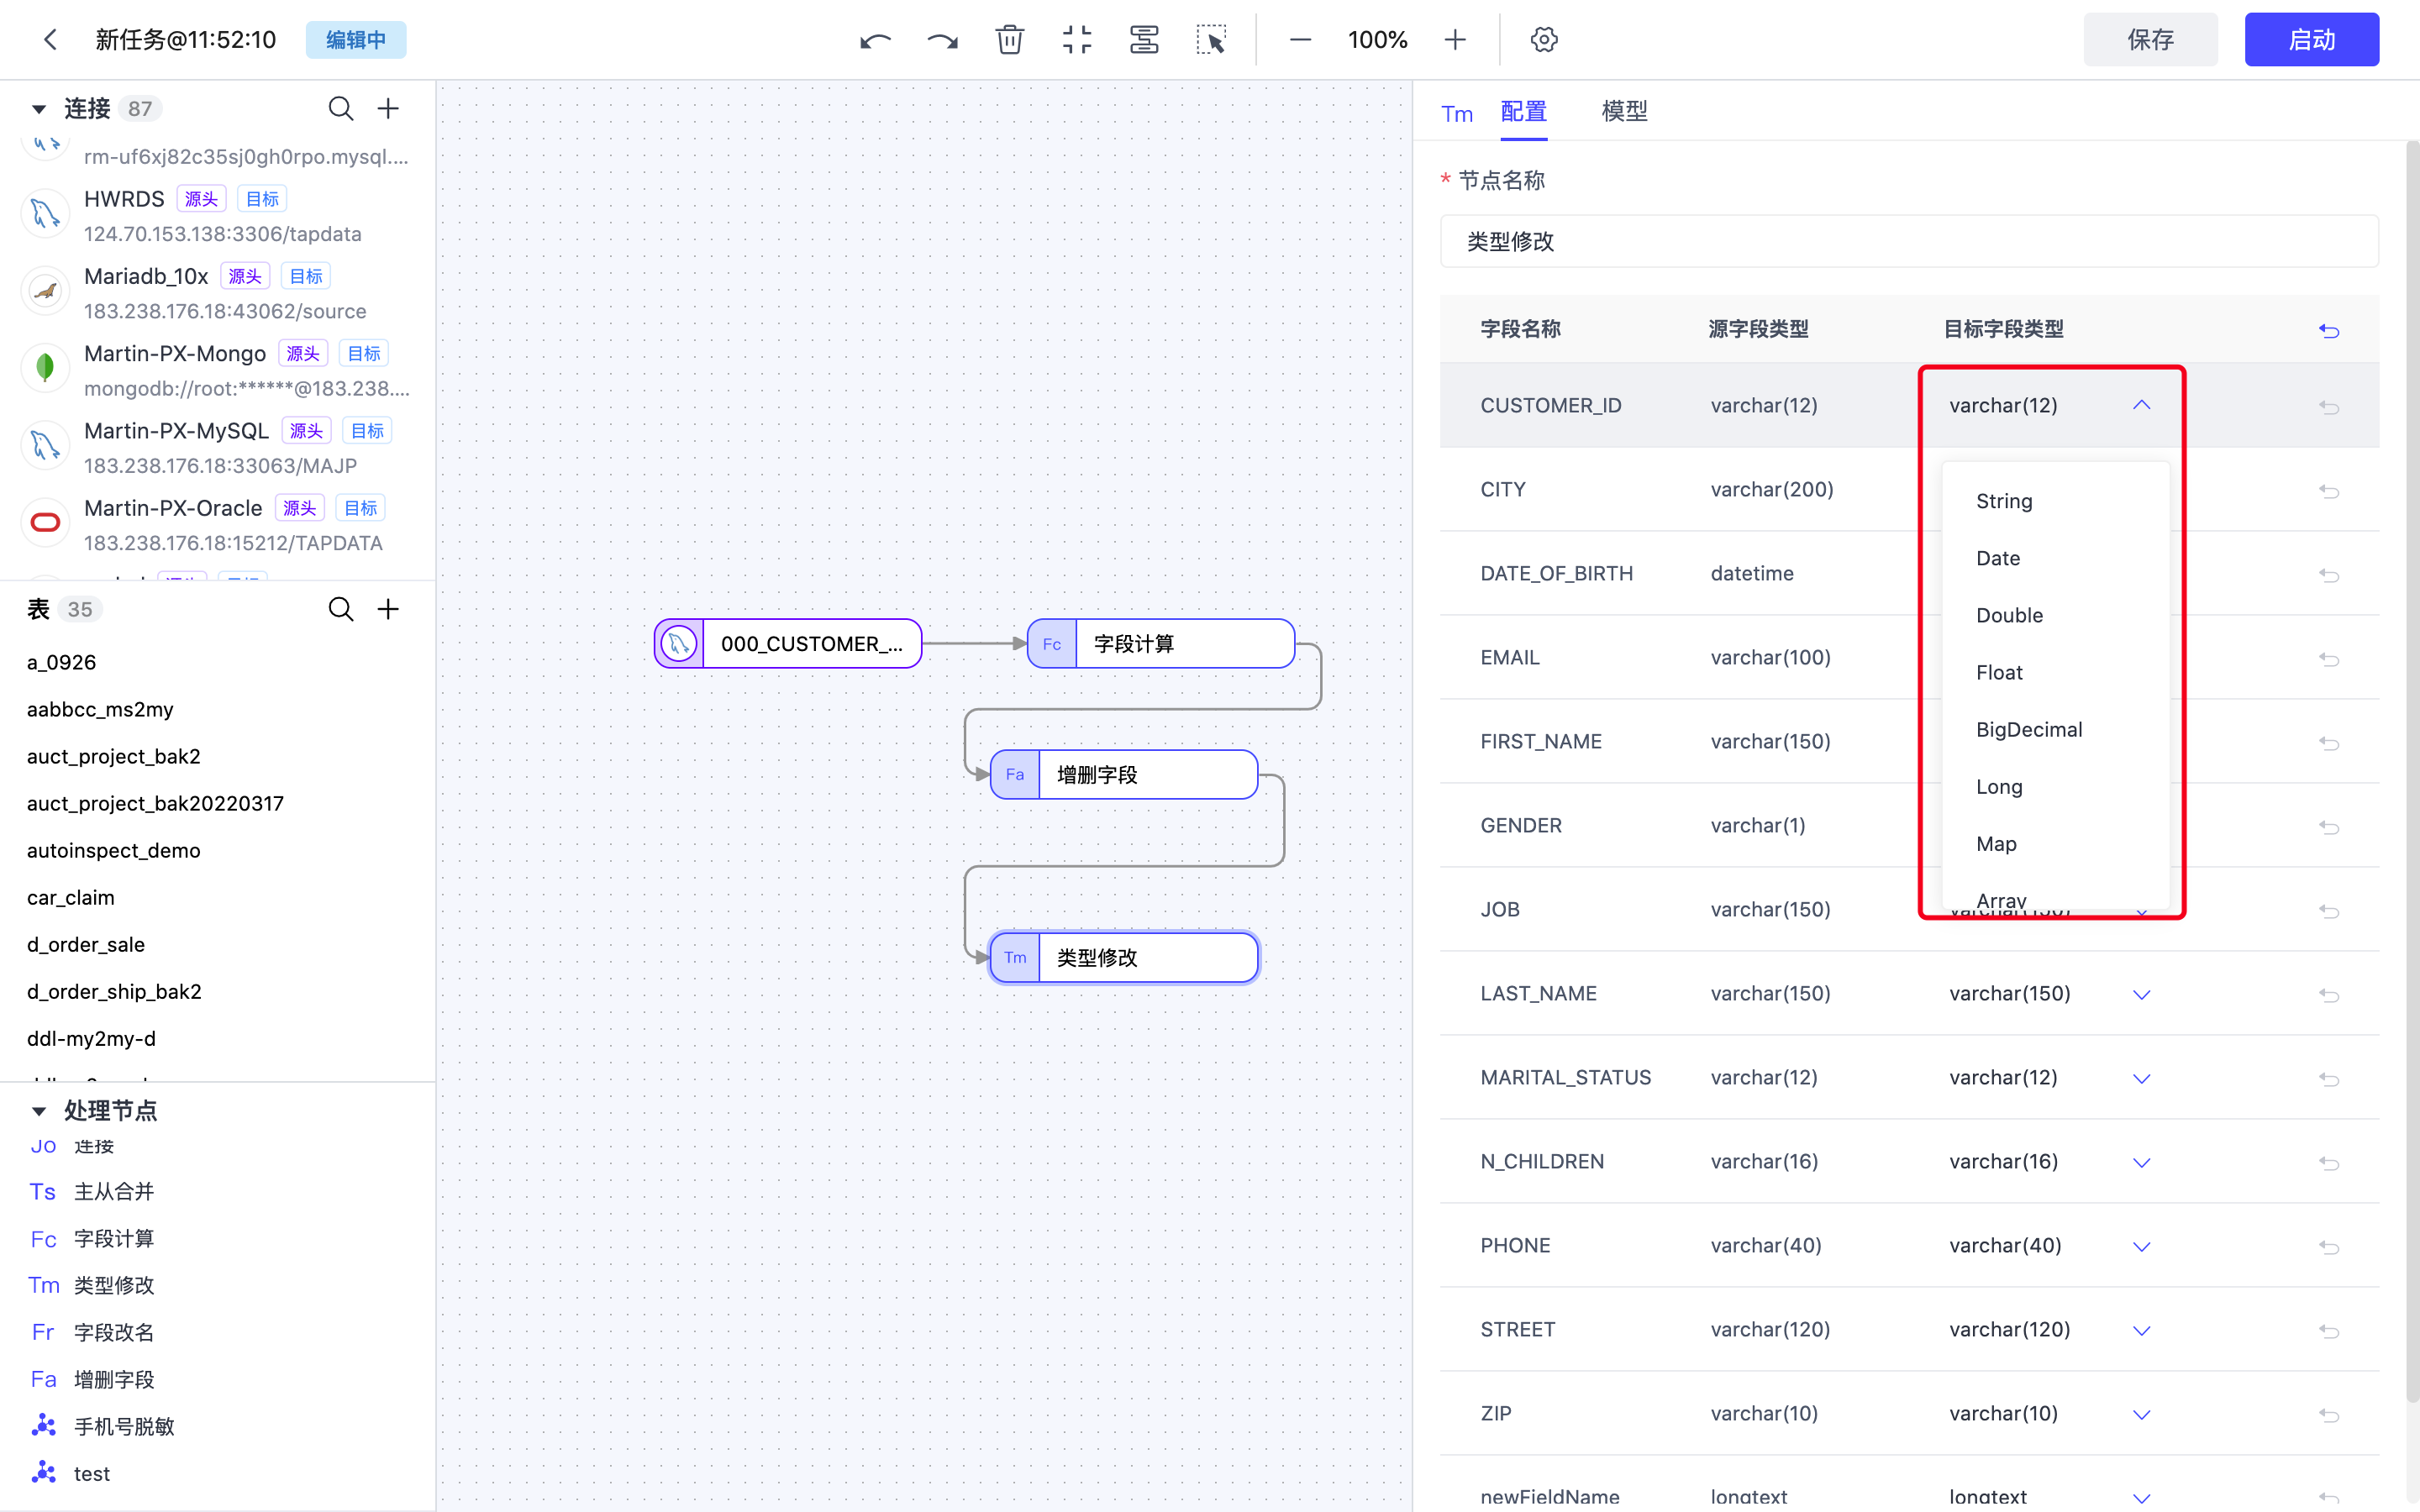 新任务@11:52:10 编辑中 100% 保存 启动
连接 87
rm-uf6xj82c35sj0gh0rpo.mysql....
HWRDS 源头 目标
124.70.153.138:3306/tapdata
Mariadb_10x 源头 目标
183.238.176.18:43062/source
Martin-PX-Mongo 源头 目标
mongodb://root:******@183.238....
Martin-PX-MySQL 源头 目标
183.238.176.18:33063/MAJP
Martin-PX-Oracle 源头 目标
183.238.176.18:15212/TAPDATA
表 35
a_0926
aabbcc_ms2my
auct_project_bak2
auct_project_bak20220317
autoinspect_demo
car_claim
d_order_sale
d_order_ship_bak2
ddl-my2my-d
处理节点
Jo 连接
Ts 主从合并
Fc 字段计算
Tm 类型修改
Fr 字段改名
Fa 增删字段
手机号脱敏
test
000_CUSTOMER_...
Fc 字段计算
Fa 增删字段
Tm 类型修改
Tm 配置 模型
* 节点名称
类型修改
字段名称 源字段类型 目标字段类型
CUSTOMER_ID varchar(12) varchar(12)
CITY varchar(200)
DATE_OF_BIRTH datetime
EMAIL varchar(100)
FIRST_NAME varchar(150)
GENDER varchar(1)
JOB varchar(150) varchar(150)
LAST_NAME varchar(150) varchar(150)
MARITAL_STATUS varchar(12) varchar(12)
N_CHILDREN varchar(16) varchar(16)
PHONE varchar(40) varchar(40)
STREET varchar(120) varchar(120)
ZIP varchar(10) varchar(10)
newFieldName longtext longtext
String
Date
Double
Float
BigDecimal
Long
Map
Array